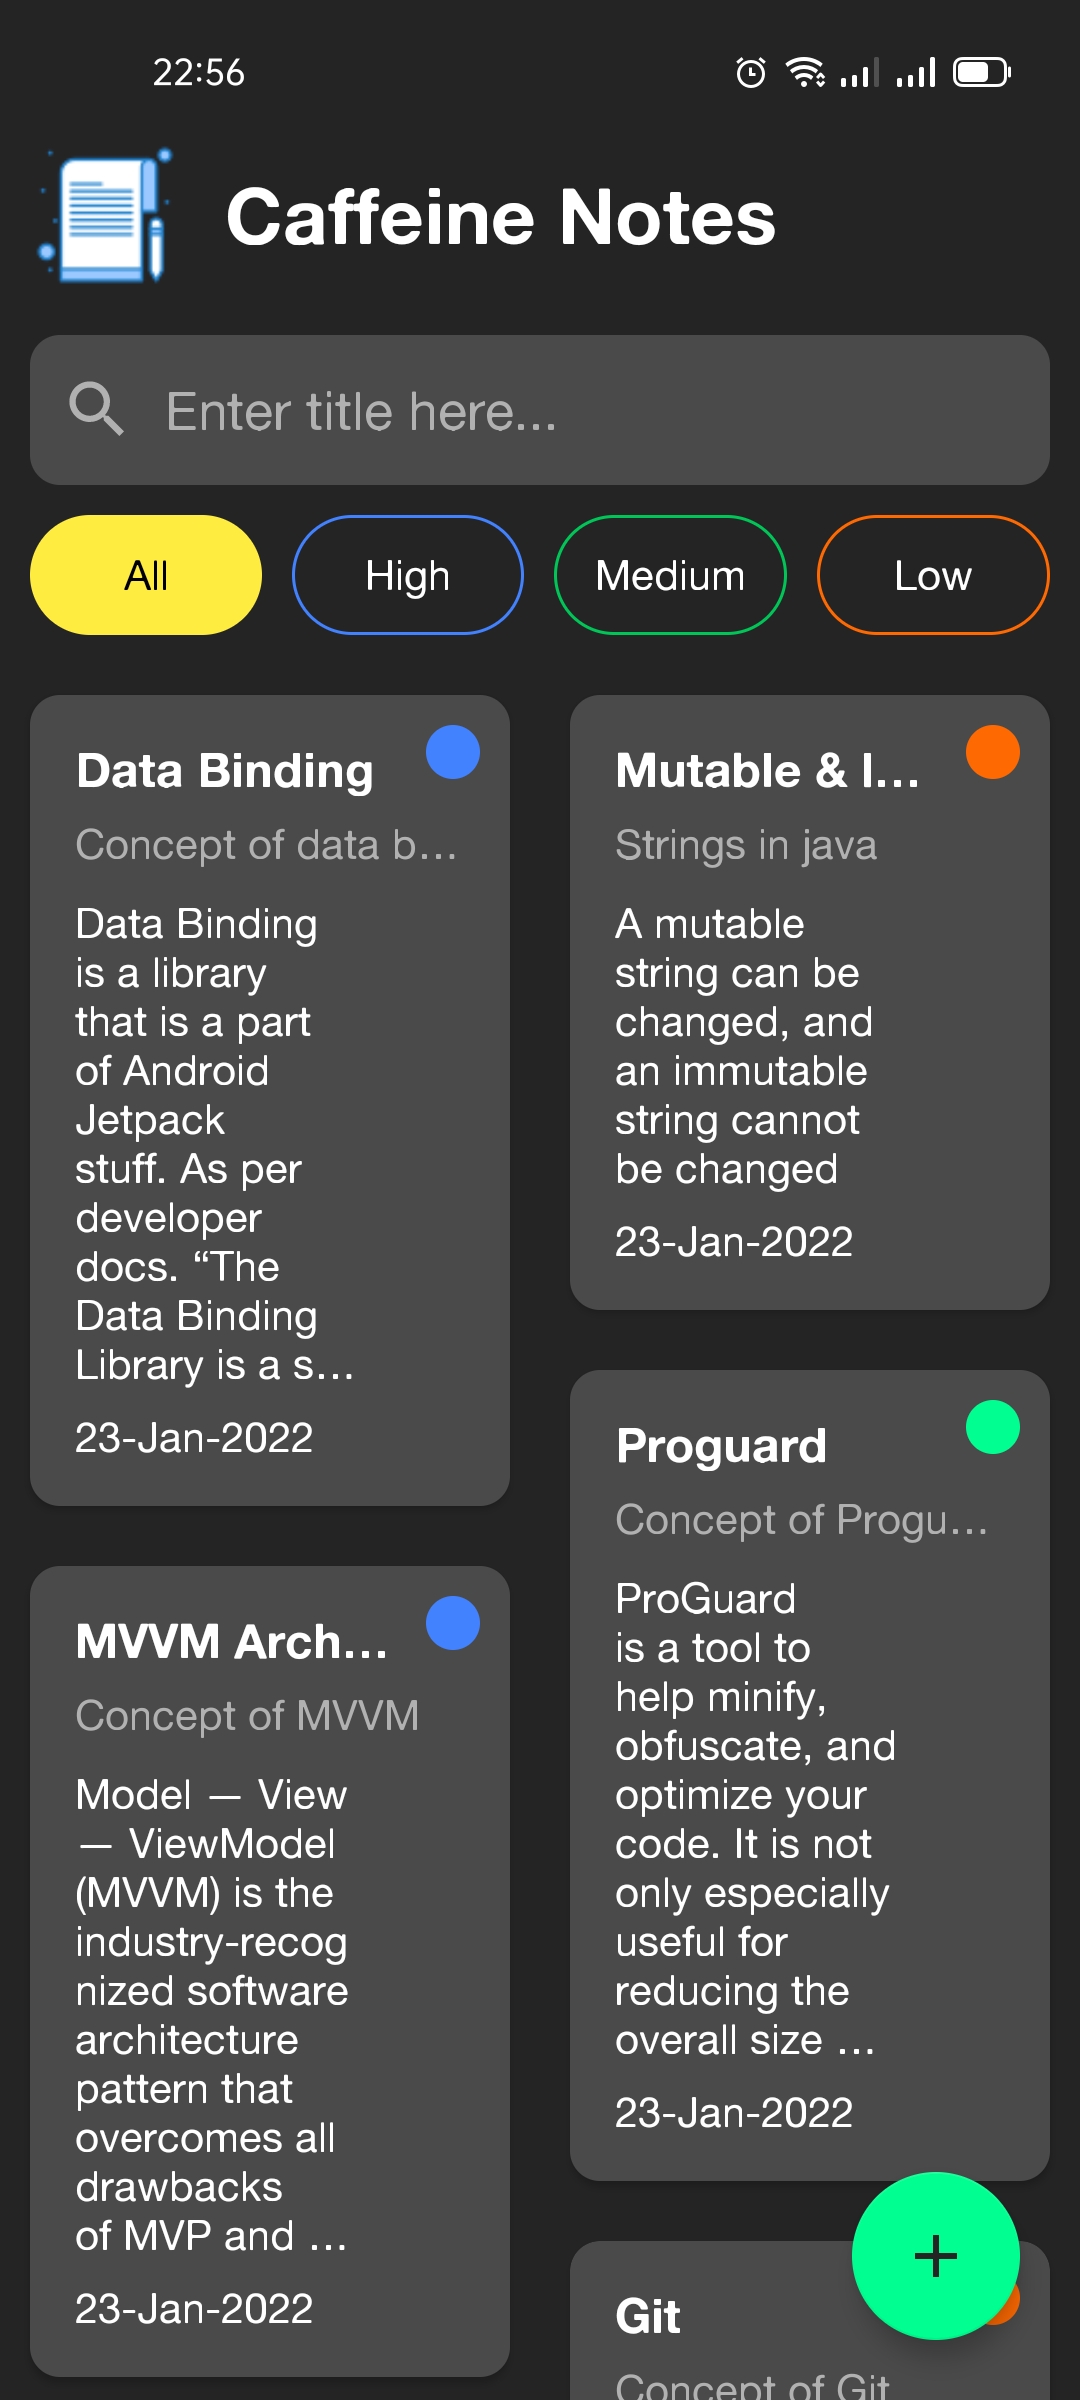 22:56
Caffeine Notes
Enter title here...
All
High
Medium
Low
Data Binding
Concept of data b...
Data Binding
is a library
that is a part
of Android
Jetpack
stuff. As per
developer
docs. “The
Data Binding
Library is a s...
23-Jan-2022
MVVM Arch...
Concept of MVVM
Model — View
— ViewModel
(MVVM) is the
industry-recog
nized software
architecture
pattern that
overcomes all
drawbacks
of MVP and ...
23-Jan-2022
Mutable & I...
Strings in java
A mutable
string can be
changed, and
an immutable
string cannot
be changed
23-Jan-2022
Proguard
Concept of Progu...
ProGuard
is a tool to
help minify,
obfuscate, and
optimize your
code. It is not
only especially
useful for
reducing the
overall size ...
23-Jan-2022
Git
Concept of Git